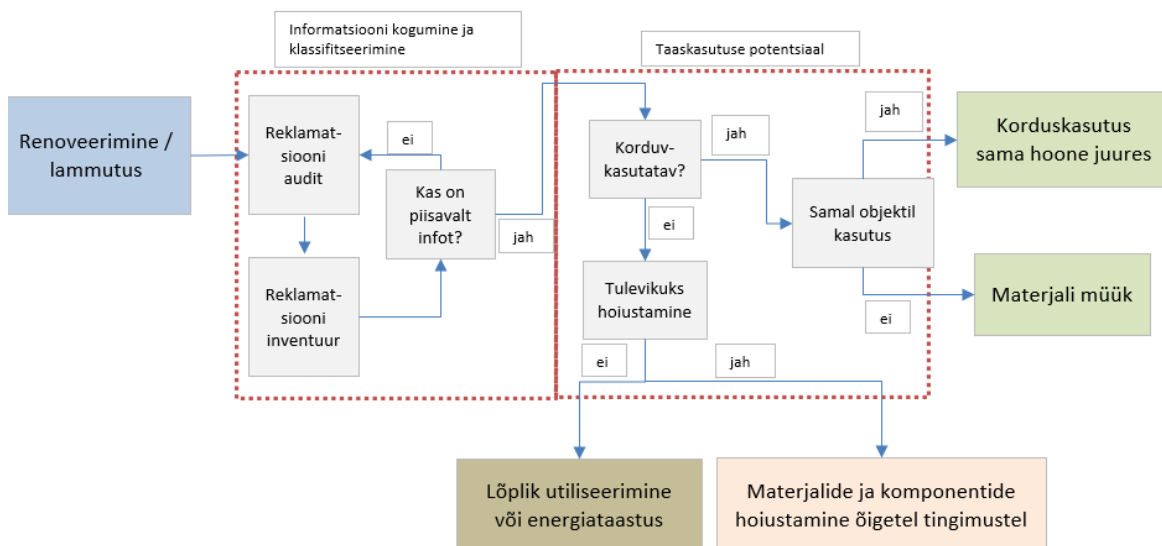 Informatsiooni kogumine ja
klassifitseerimine
Taaskasutuse potentsiaal
Renoveerimine /
lammutus
Reklamat-
siooni
audit
ei
Kas on
piisavalt
infot?
jah
Reklamat-
siooni
inventuur
Korduv-
kasutatav?
jah
ei
Samal objektil
kasutus
jah
ei
Korduskasutus
sama hoone juures
Materjali müük
Tulevikuks
hoiustamine
ei
jah
Lõplik utiliseerimine
või energiataastus
Materjalide ja komponentide
hoiustamine õigetel tingimustel